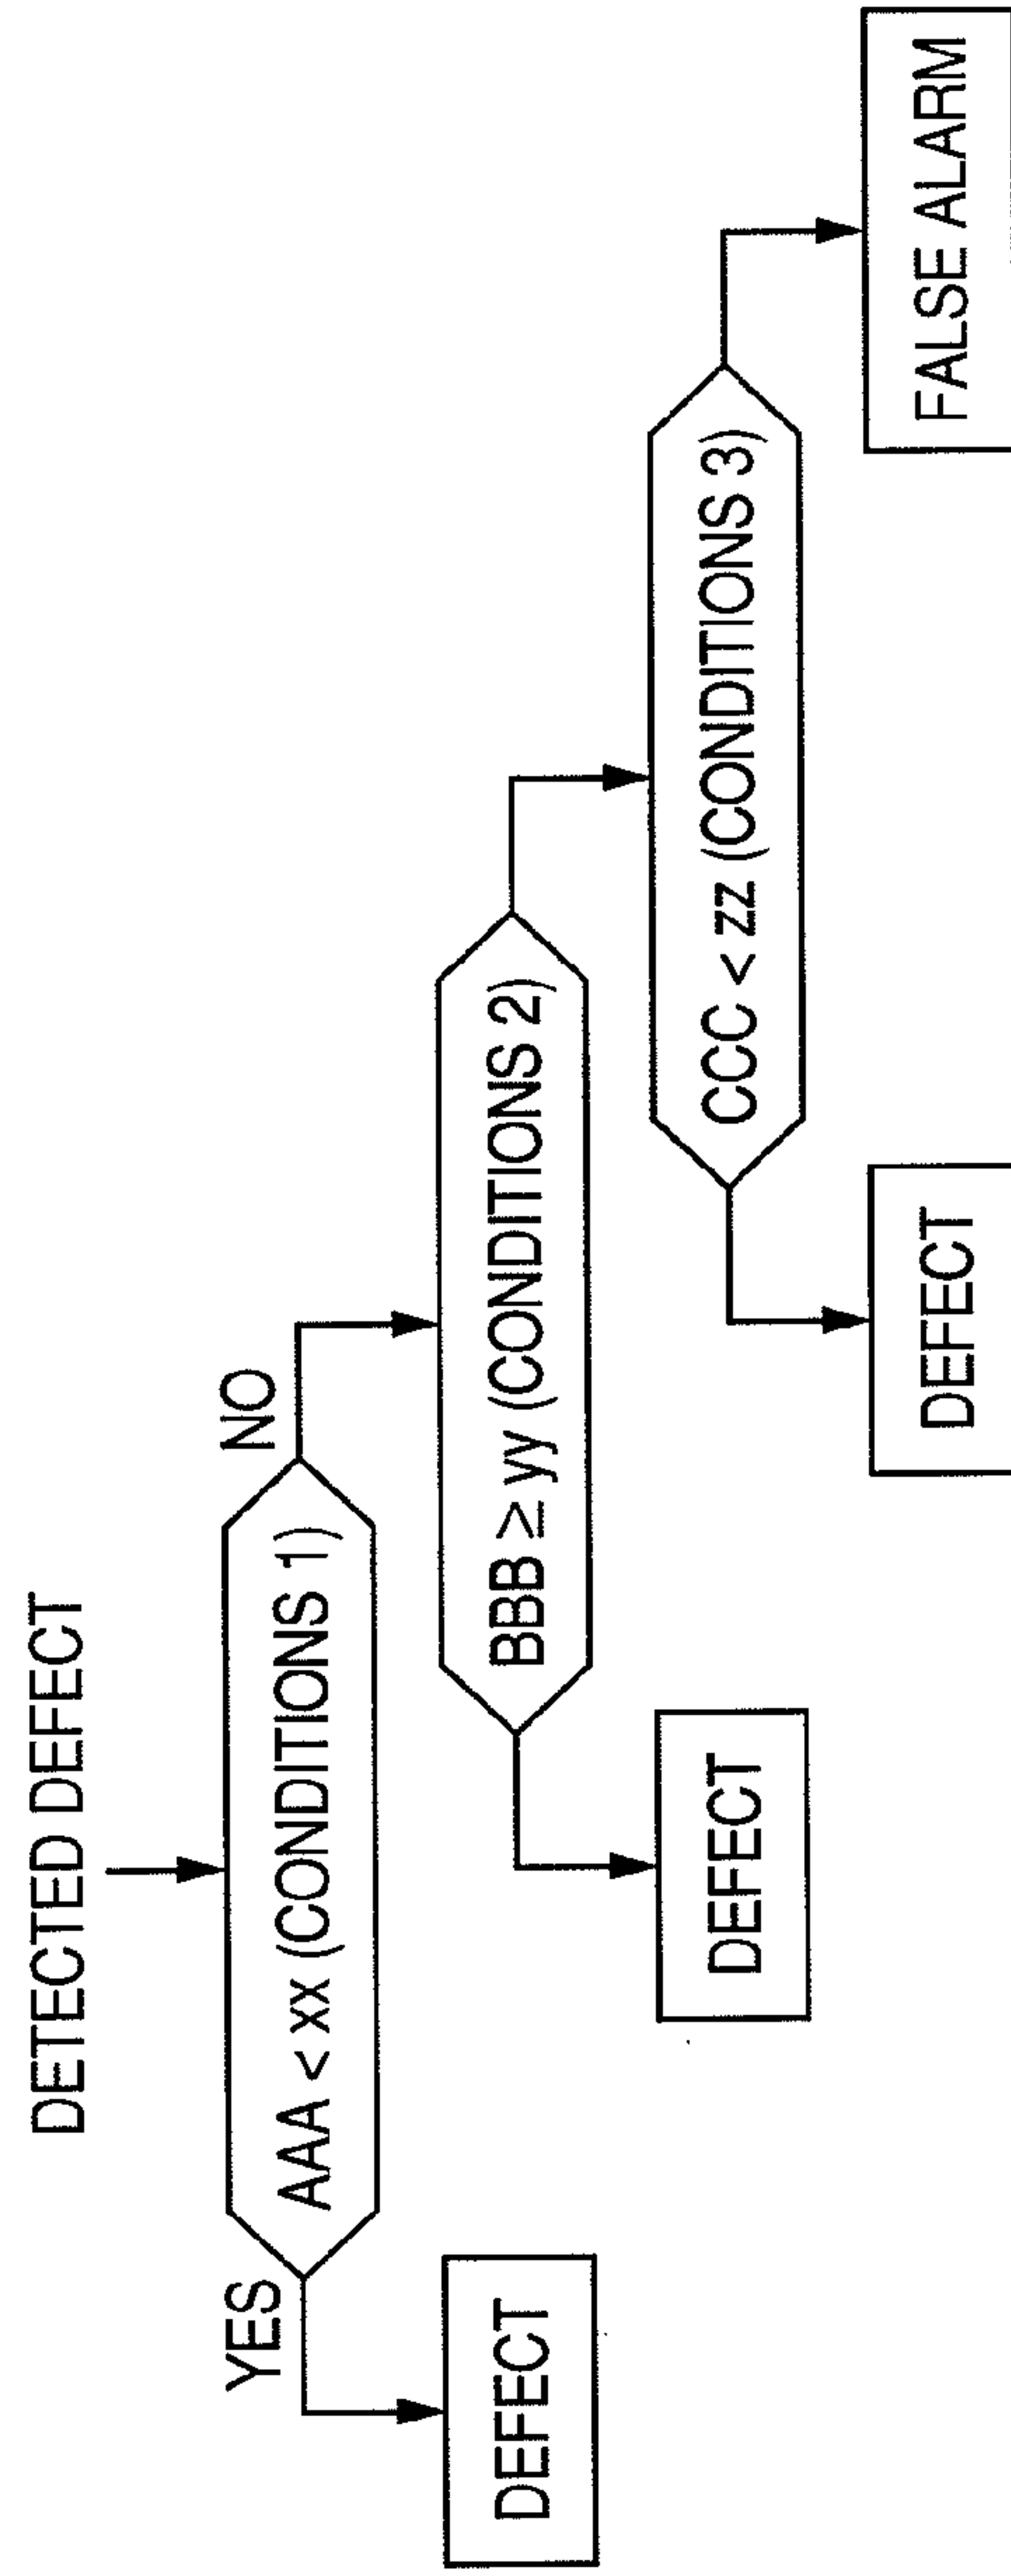 DETECTED DEFECT
YES
AAA < xx (CONDITIONS 1)
NO
DEFECT
BBB ≥ yy (CONDITIONS 2)
DEFECT
CCC < zz (CONDITIONS 3)
DEFECT
FALSE ALARM